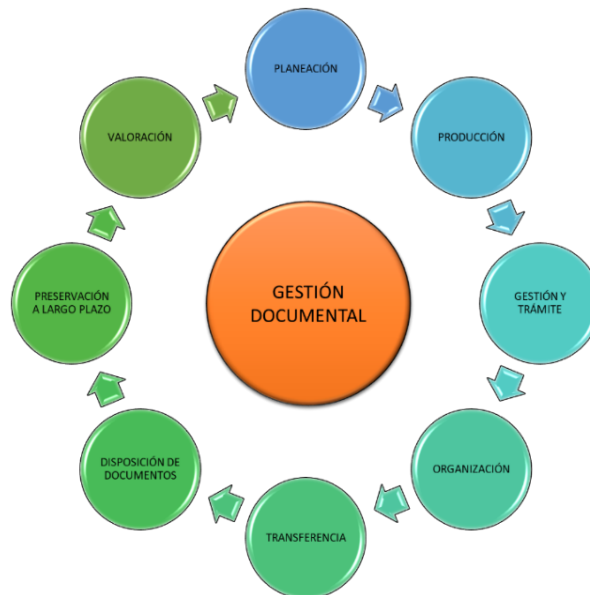 PLANEACIÓN
PRODUCCIÓN
GESTIÓN Y
TRÁMITE
ORGANIZACIÓN
TRANSFERENCIA
DISPOSICIÓN DE
DOCUMENTOS
PRESERVACIÓN
A LARGO PLAZO
VALORACIÓN
GESTIÓN
DOCUMENTAL